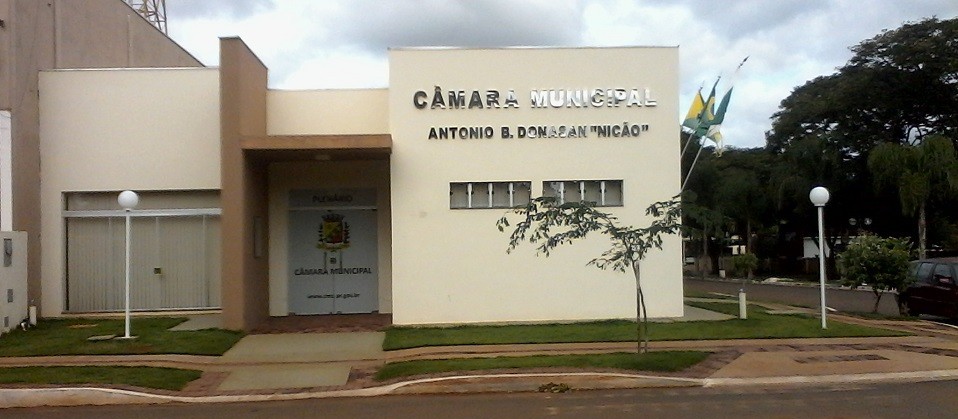 CÂMARA MUNICIPAL
ANTONIO B. DONASAN "NICÃO"
PLENÁRIO
CÂMARA MUNICIPAL